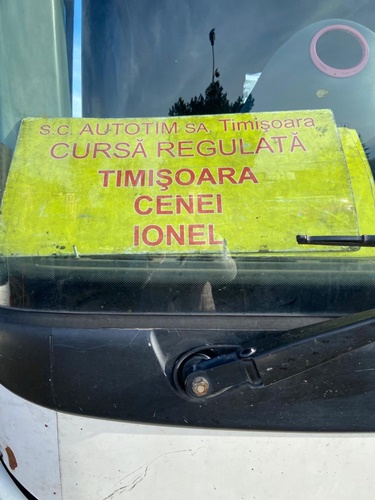 S.C. AUTOTIM SA, Timişoara
CURSĂ REGULATĂ
TIMIŞOARA
CENEI
IONEL